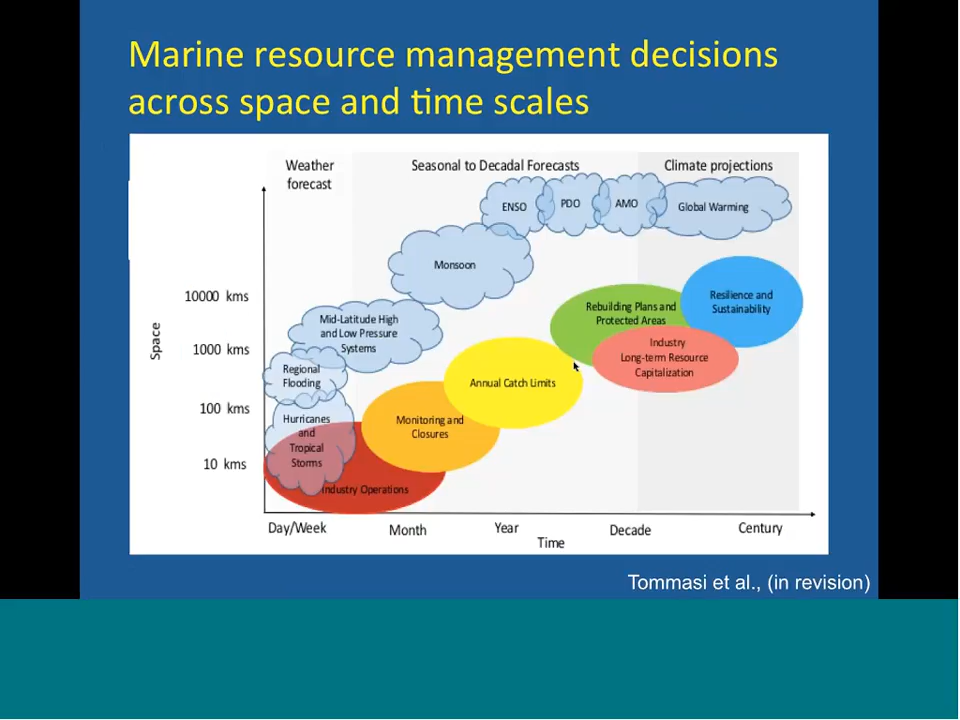 Marine resource management decisions
across space and time scales
Weather
forecast
Seasonal to Decadal Forecasts
Climate projections
ENSO
PDO
AMO
Global Warming
Monsoon
10000 kms
Resilience and
Sustainability
Rebuilding Plans and
Protected Areas
Mid-Latitude High
and Low Pressure
Systems
Space
1000 kms
Industry
Long-term Resource
Capitalization
Regional
Flooding
Annual Catch Limits
100 kms
Hurricanes
and
Tropical
Storms
Monitoring and
Closures
10 kms
Industry Operations
Day/Week
Month
Year
Decade
Century
Time
Tommasi et al., (in revision)